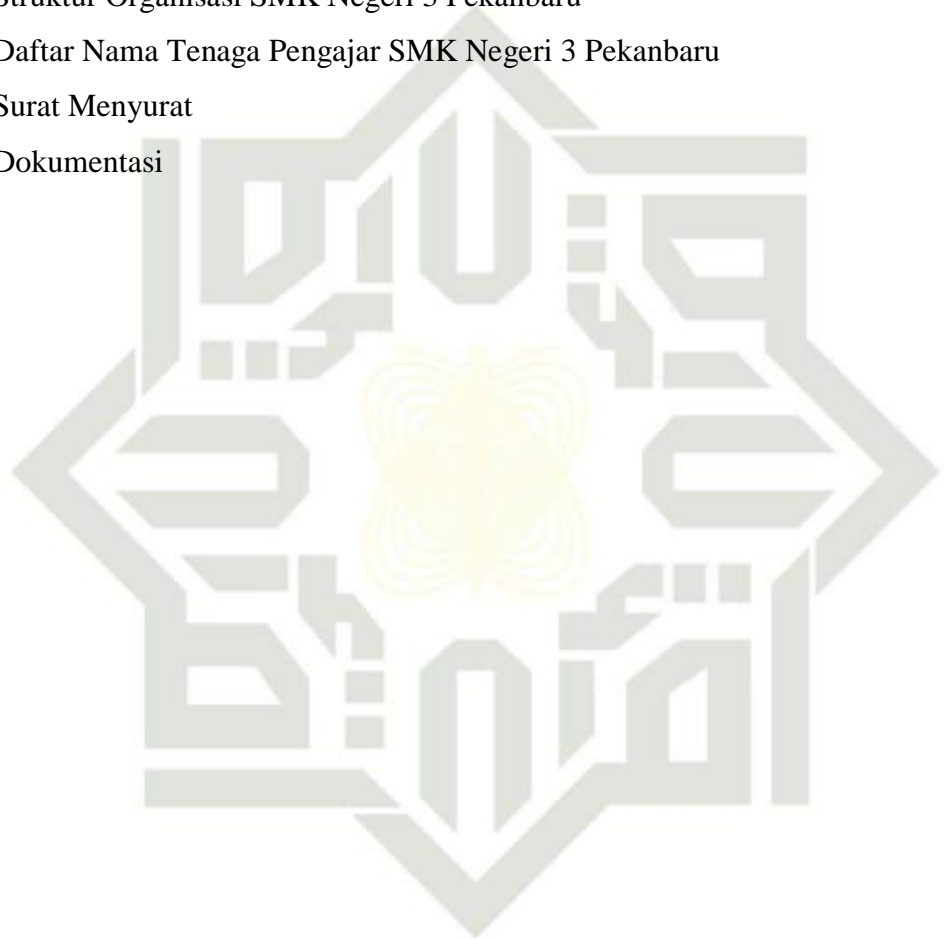 Struktur Organisasi SMK Negeri 3 Pekanbaru
Daftar Nama Tenaga Pengajar SMK Negeri 3 Pekanbaru
Surat Menyurat
Dokumentasi